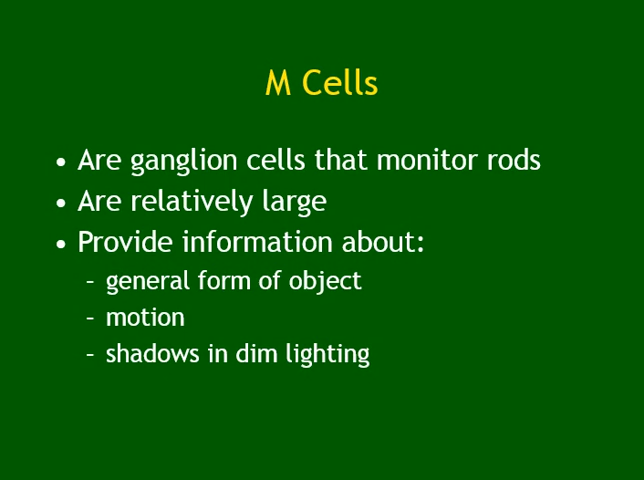 M Cells
• Are ganglion cells that monitor rods
• Are relatively large
• Provide information about:
– general form of object
– motion
– shadows in dim lighting